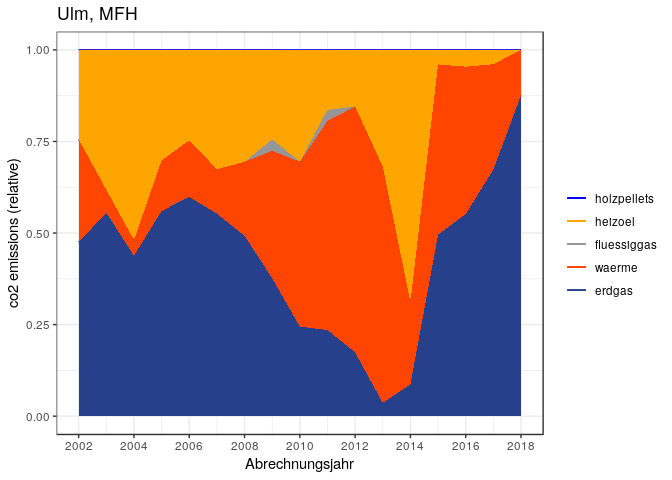 Ulm, MFH
co2 emissions (relative)
1.00
0.75
0.50
0.25
0.00
2002 2004 2006 2008 2010 2012 2014 2016 2018
Abrechnungsjahr
holzpellets
heizoel
fluessiggas
waerme
erdgas